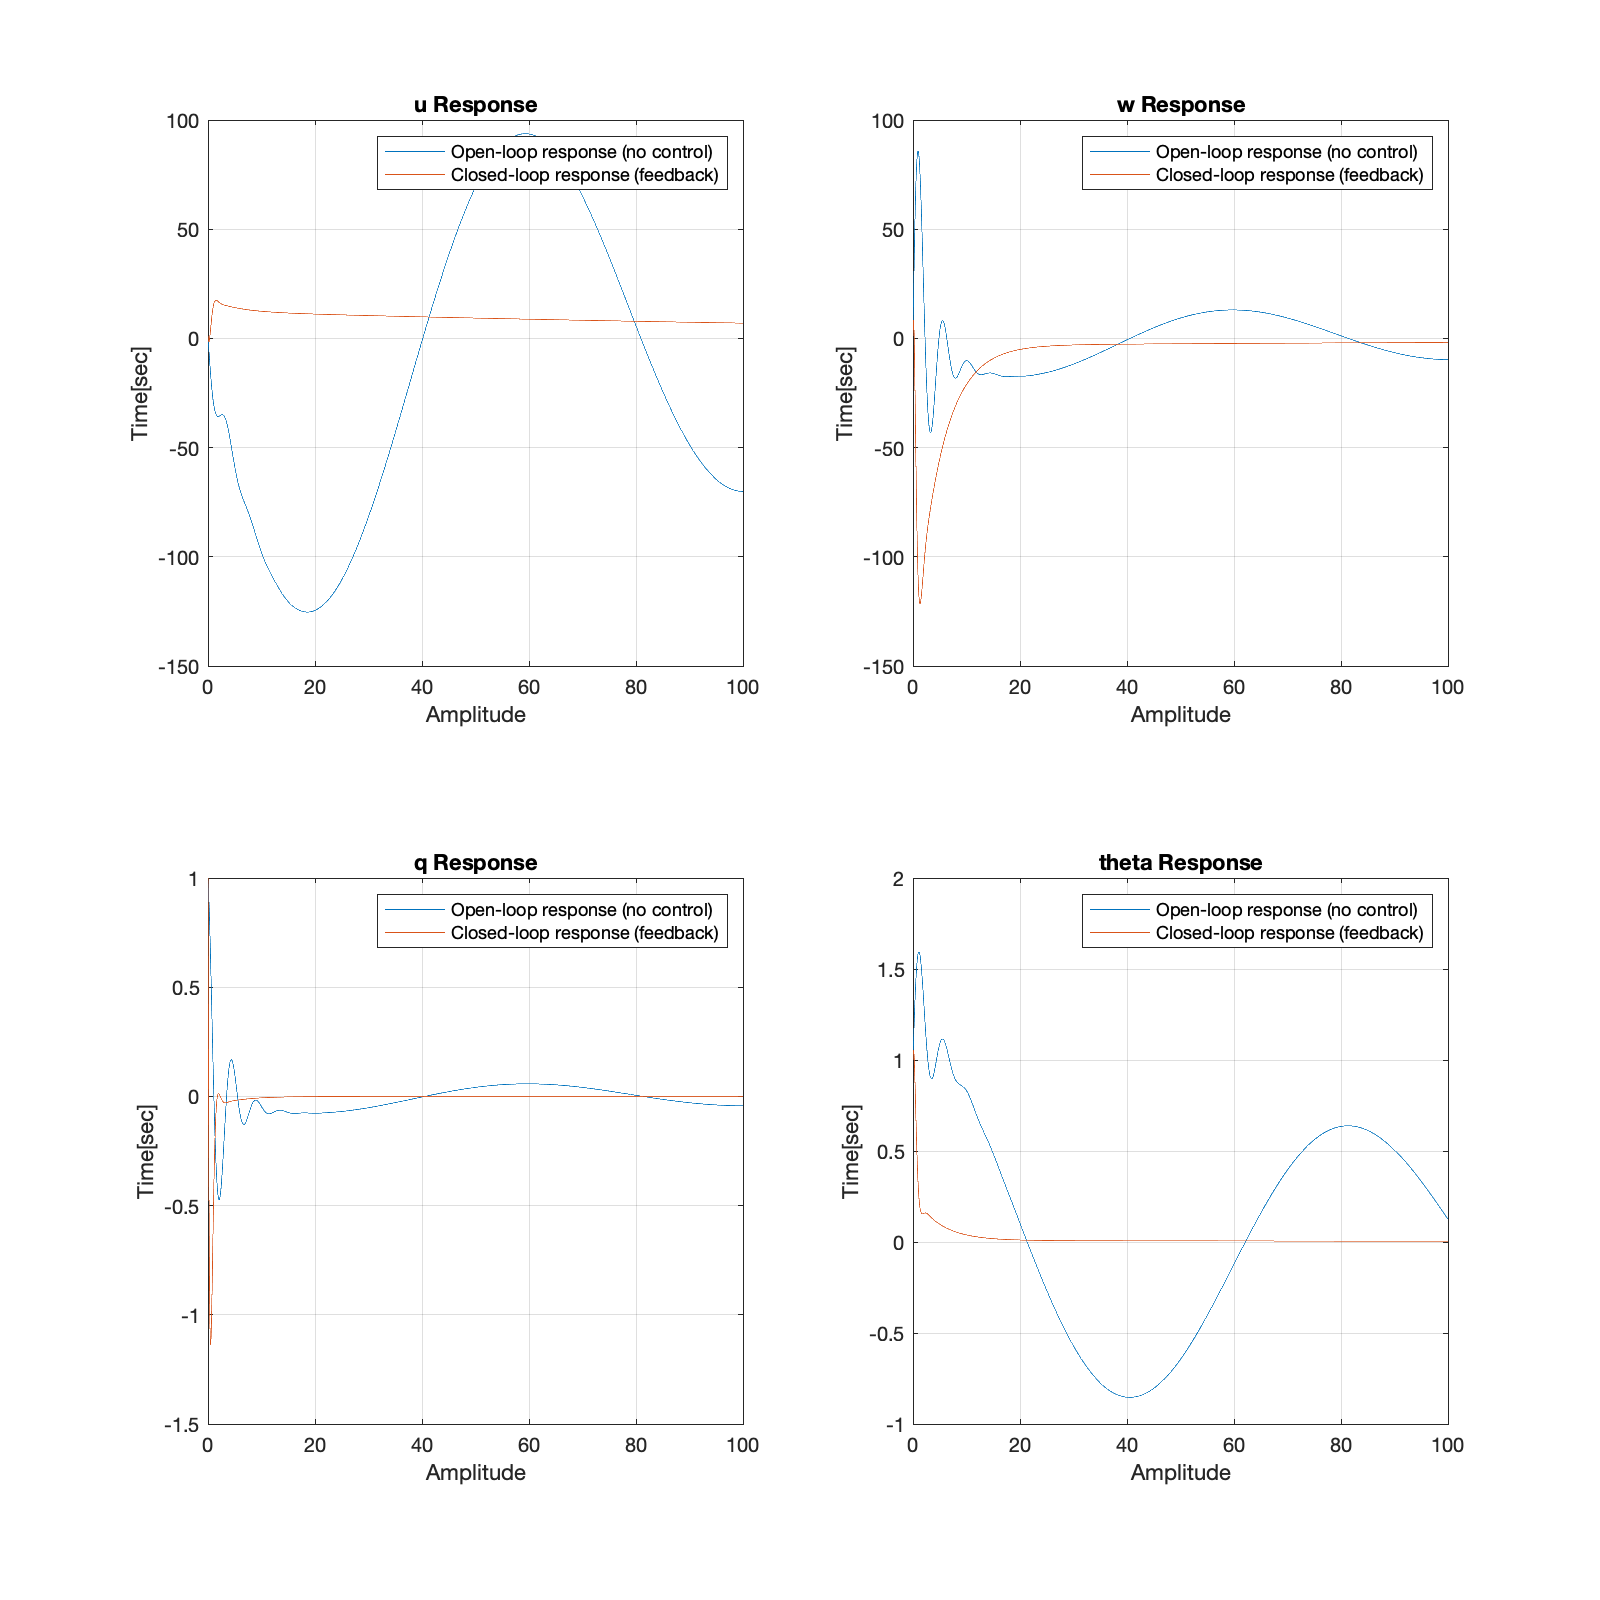 u Response
100
50
0
-50
-100
-150
Time[sec]
Open-loop response (no control)
Closed-loop response (feedback)
0 20 40 60 80 100
Amplitude
w Response
100
50
0
-50
-100
-150
Time[sec]
Open-loop response (no control)
Closed-loop response (feedback)
0 20 40 60 80 100
Amplitude
q Response
1
0.5
0
-0.5
-1
-1.5
Time[sec]
Open-loop response (no control)
Closed-loop response (feedback)
0 20 40 60 80 100
Amplitude
theta Response
2
1.5
1
0.5
0
-0.5
-1
Time[sec]
Open-loop response (no control)
Closed-loop response (feedback)
0 20 40 60 80 100
Amplitude